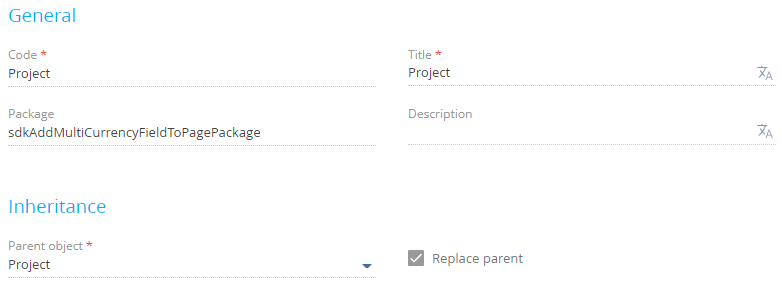 General
Code *
Title *
Project
Project
Package
Description
sdkAddMultiCurrencyFieldToPagePackage
Inheritance
Parent object *
Project
Replace parent